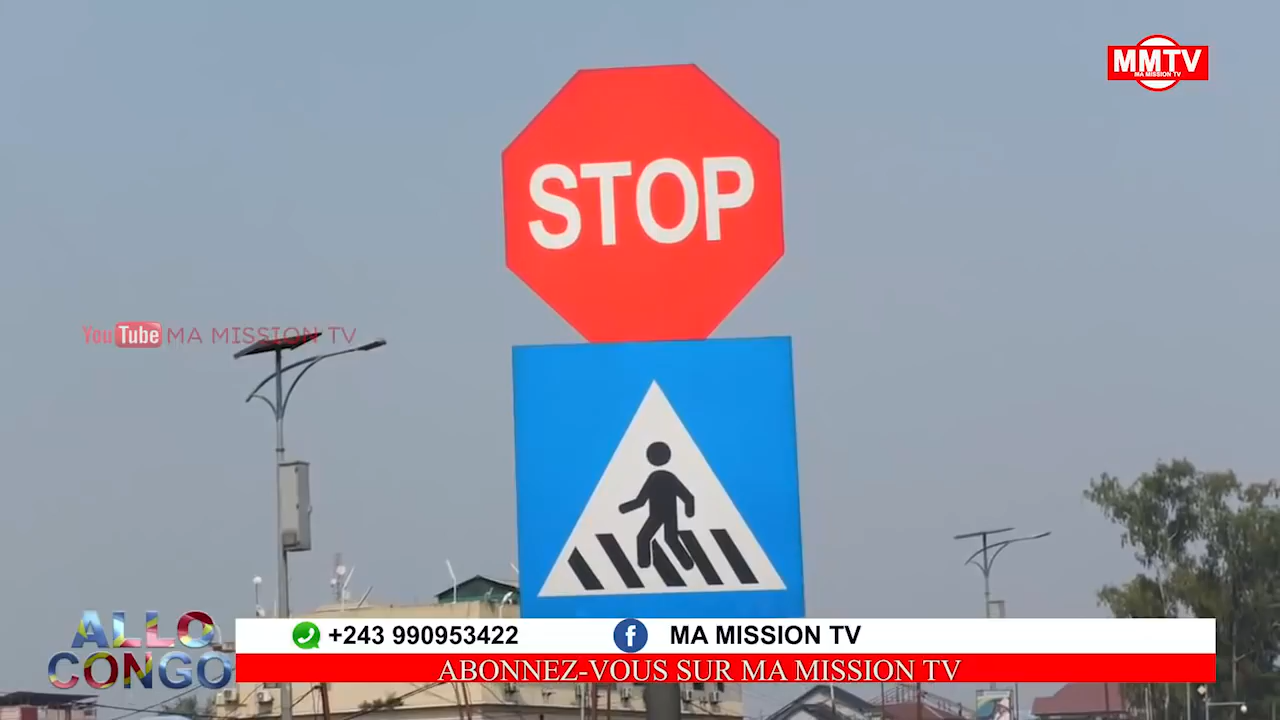 MMTV
MA MISSION TV
STOP
YouTube MA MISSION TV
ALLO
CONGO
+243 990953422
MA MISSION TV
ABONNEZ-VOUS SUR MA MISSION TV